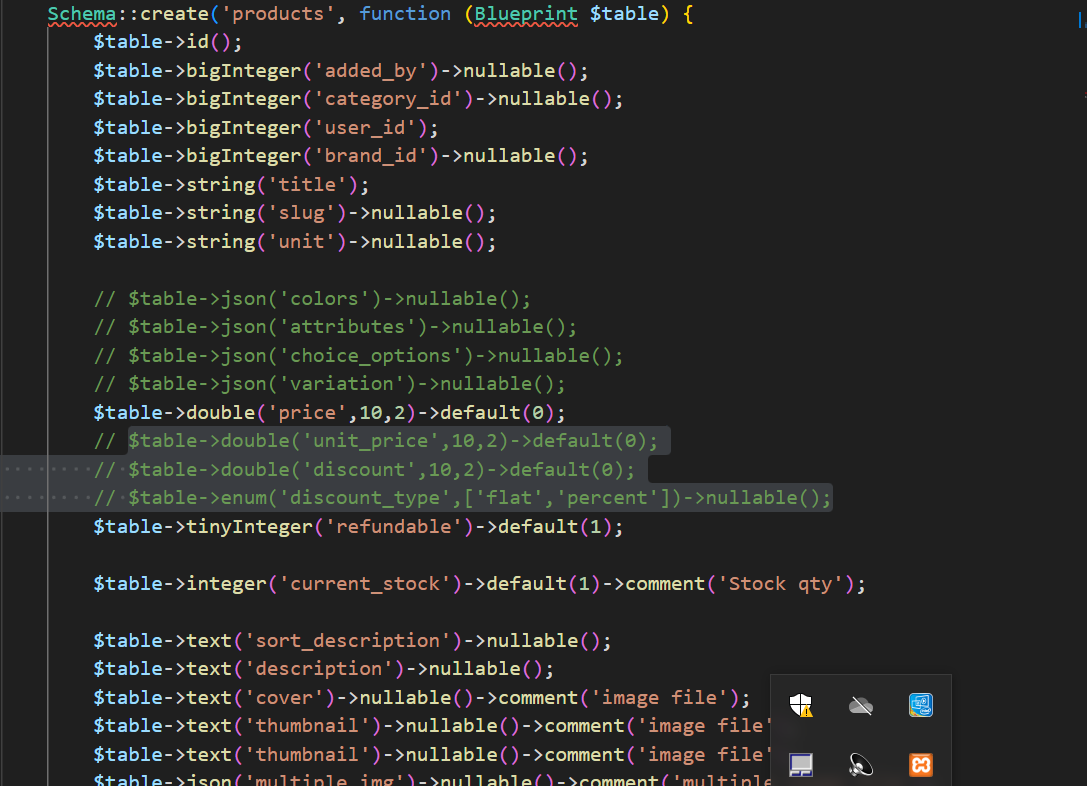 Schema::create('products', function (Blueprint $table) {
$table->id();
$table->bigInteger('added_by')->nullable();
$table->bigInteger('category_id')->nullable();
$table->bigInteger('user_id');
$table->bigInteger('brand_id')->nullable();
$table->string('title');
$table->string('slug')->nullable();
$table->string('unit')->nullable();
// $table->json('colors')->nullable();
// $table->json('attributes')->nullable();
// $table->json('choice_options')->nullable();
// $table->json('variation')->nullable();
$table->double('price',10,2)->default(0);
// $table->double('unit_price',10,2)->default(0);
// $table->double('discount',10,2)->default(0);
// $table->enum('discount_type',['flat','percent'])->nullable();
$table->tinyInteger('refundable')->default(1);
$table->integer('current_stock')->default(1)->comment('Stock qty');
$table->text('sort_description')->nullable();
$table->text('description')->nullable();
$table->text('cover')->nullable()->comment('image file');
$table->text('thumbnail')->nullable()->comment('image file'
$table->text('thumbnail')->nullable()->comment('image file'
$table->json('multiple_img')->nullable()->comment('multiple